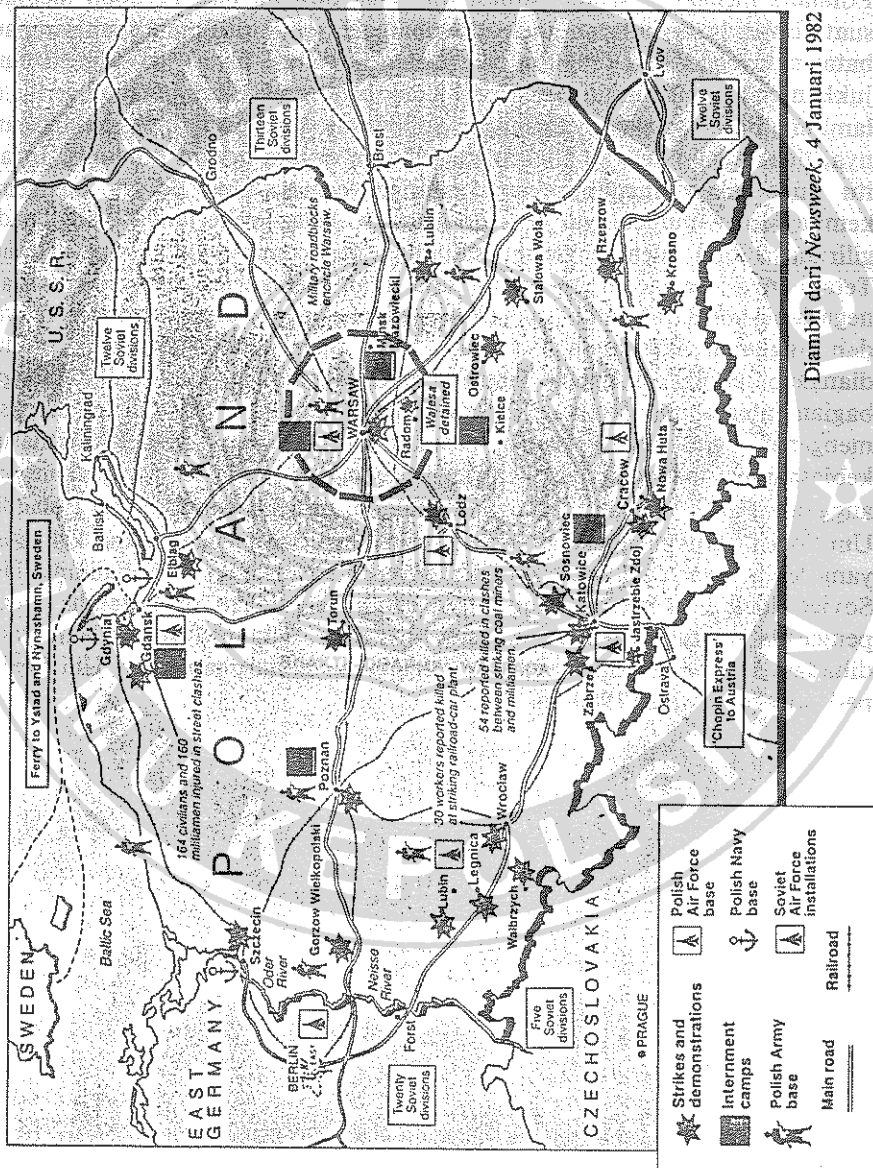 SWEDEN
Baltic Sea
Ferry to Ystad and Nynashamn, Sweden
U.S.S.R.
Kaliningrad
Baltisk
Twelve
Soviet
divisions
Grodno
Thirteen
Soviet
divisions
Gdynia
Gdansk
Elblag
164 civilians and 160
militiamen injured in street clashes.
EAST
GERMANY
Szczecin
Oder
River
BERLIN
Gorzow Wielkopolski
Neisse
River
Forst
Twenty
Soviet
divisions
POLAND
Poznan
Torun
Military roadblocks
encircle Warsaw.
WARSAW
Minsk
Mazowiecki
Brest
Walesa
detained
Radom
Lodz
Lublin
Kielce
Ostrowiec
Stalowa Wola
30 workers reported killed
at striking railroad-car plant.
54 reported killed in clashes
between striking coal miners
and militiamen.
Lubin
Legnica
Wroclaw
Walbrzych
Sosnowiec
Katowice
Zabrze
Jastrzebie Zdoj
Cracow
Nowa Huta
Rzeszow
Krosno
Lvov
Twelve
Soviet
divisions
Five
Soviet
divisions
CZECHOSLOVAKIA
PRAGUE
Ostrava
'Chopin Express'
to Austria
Strikes and
demonstrations
Internment
camps
Polish Army
base
Main road
Polish
Air Force
base
Polish Navy
base
Soviet
Air Force
installations
Railroad
Diambil dari Newsweek, 4 Januari 1982